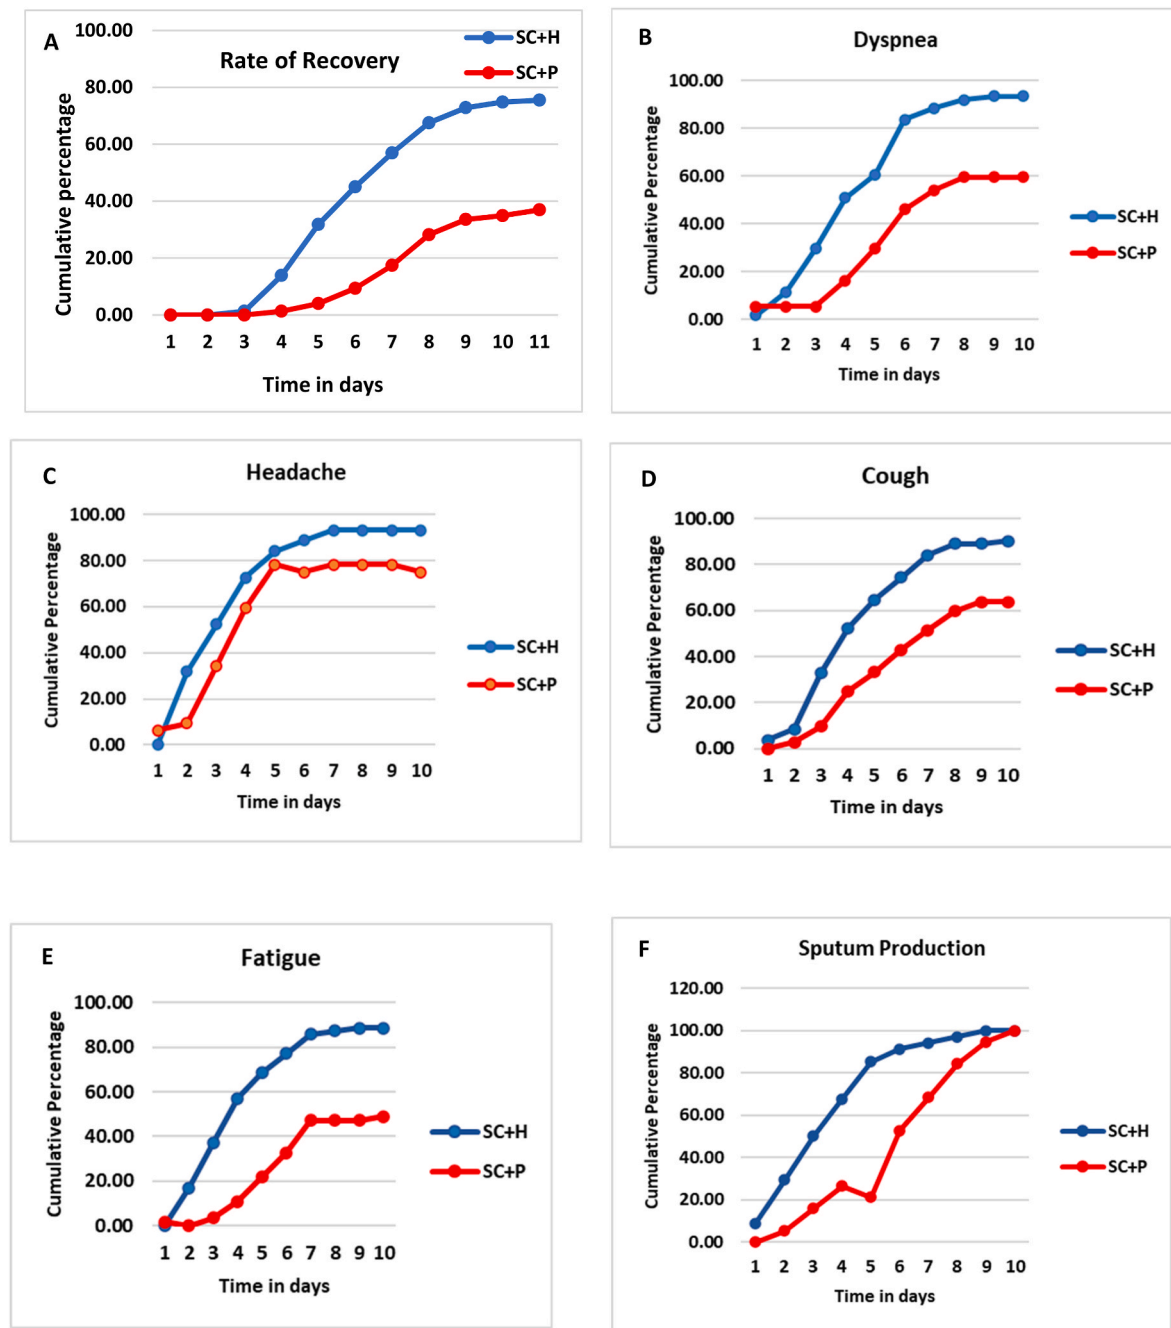 A
Rate of Recovery
SC+H
SC+P
100.00
80.00
60.00
40.00
20.00
0.00
Cumulative percentage
1 2 3 4 5 6 7 8 9 10 11
Time in days
B
Dyspnea
100.00
80.00
60.00
40.00
20.00
0.00
Cumulative Percentage
1 2 3 4 5 6 7 8 9 10
Time in days
SC+H
SC+P
C
Headache
100.00
80.00
60.00
40.00
20.00
0.00
Cumulative Percentage
1 2 3 4 5 6 7 8 9 10
Time in days
SC+H
SC+P
D
Cough
100.00
80.00
60.00
40.00
20.00
0.00
Cumulative Percentage
1 2 3 4 5 6 7 8 9 10
Time in days
SC+H
SC+P
E
Fatigue
100.00
80.00
60.00
40.00
20.00
0.00
Cumulative Percentage
1 2 3 4 5 6 7 8 9 10
Time in days
SC+H
SC+P
F
Sputum Production
120.00
100.00
80.00
60.00
40.00
20.00
0.00
Cumulative Percentage
1 2 3 4 5 6 7 8 9 10
Time in days
SC+H
SC+P